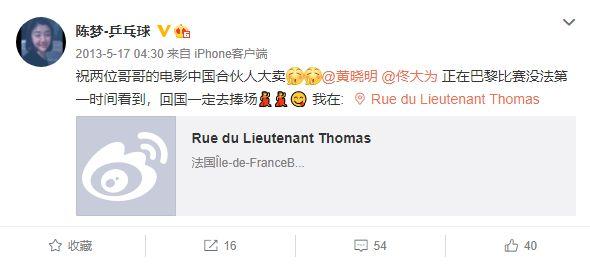 陈梦-乒乓球
2013-5-17 04:30 来自 iPhone客户端
祝两位哥哥的电影中国合伙人大卖@黄晓明 @佟大为 正在巴黎比赛没法第
一时间看到，回国一定去捧场 我在: Rue du Lieutenant Thomas
Rue du Lieutenant Thomas
法国Île-de-FranceB...
收藏 16 54 40